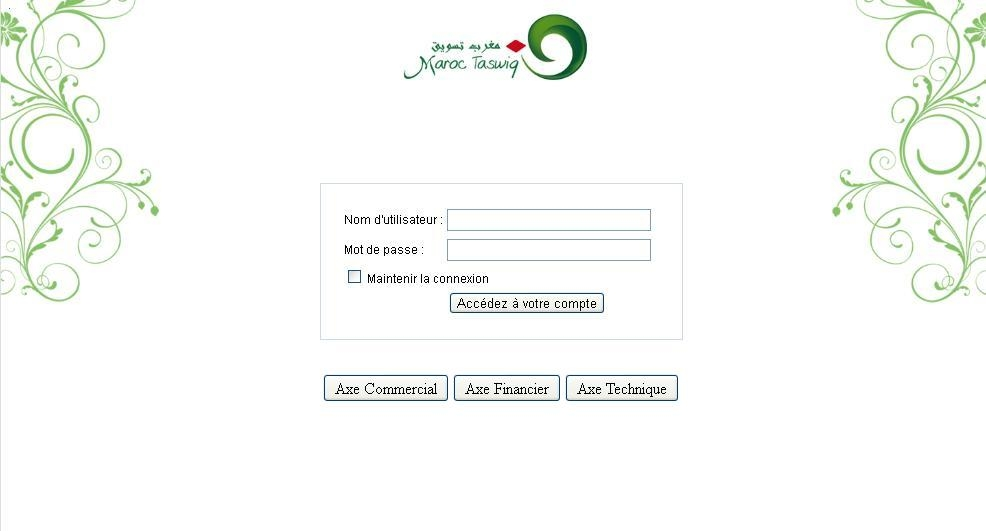 مغرب تسويق
Maroc Taswiq
Nom d'utilisateur :
Mot de passe :
Maintenir la connexion
Accédez à votre compte
Axe Commercial Axe Financier Axe Technique